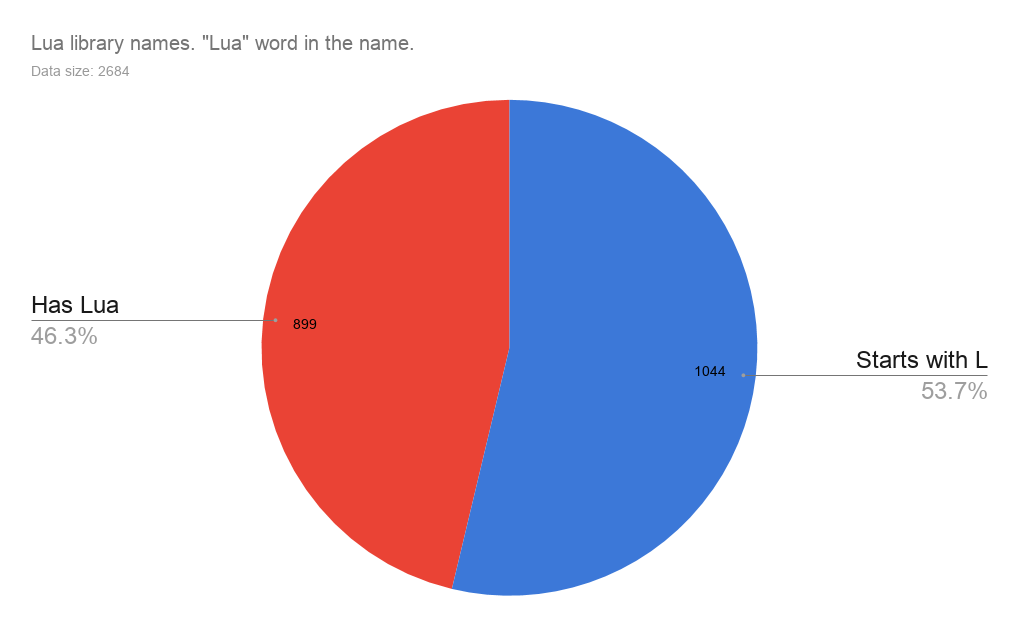 Lua library names. "Lua" word in the name.
Data size: 2684
Has Lua
46.3%
899
1044
Starts with L
53.7%